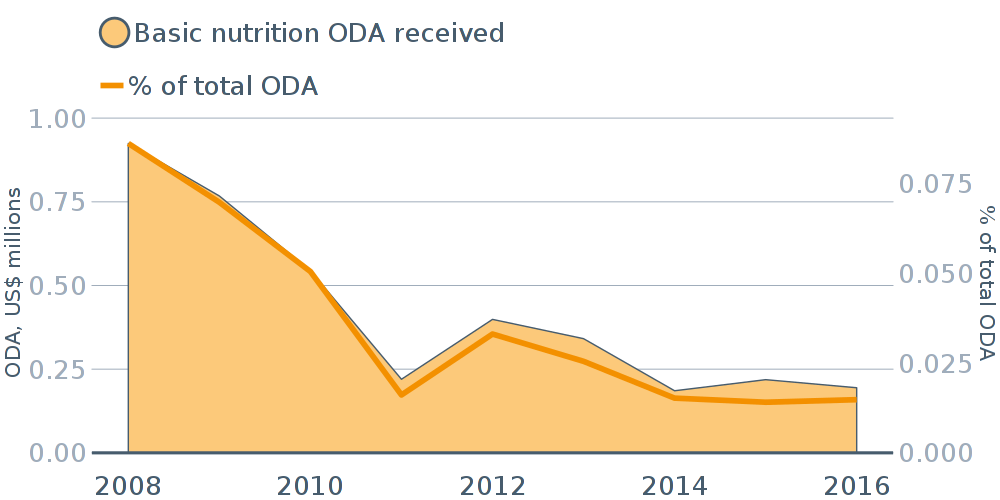 Basic nutrition ODA received
% of total ODA
1.00
0.75
0.50
0.25
0.00
ODA, US$ millions
0.075
0.050
0.025
0.000
% of total ODA
2008 2010 2012 2014 2016